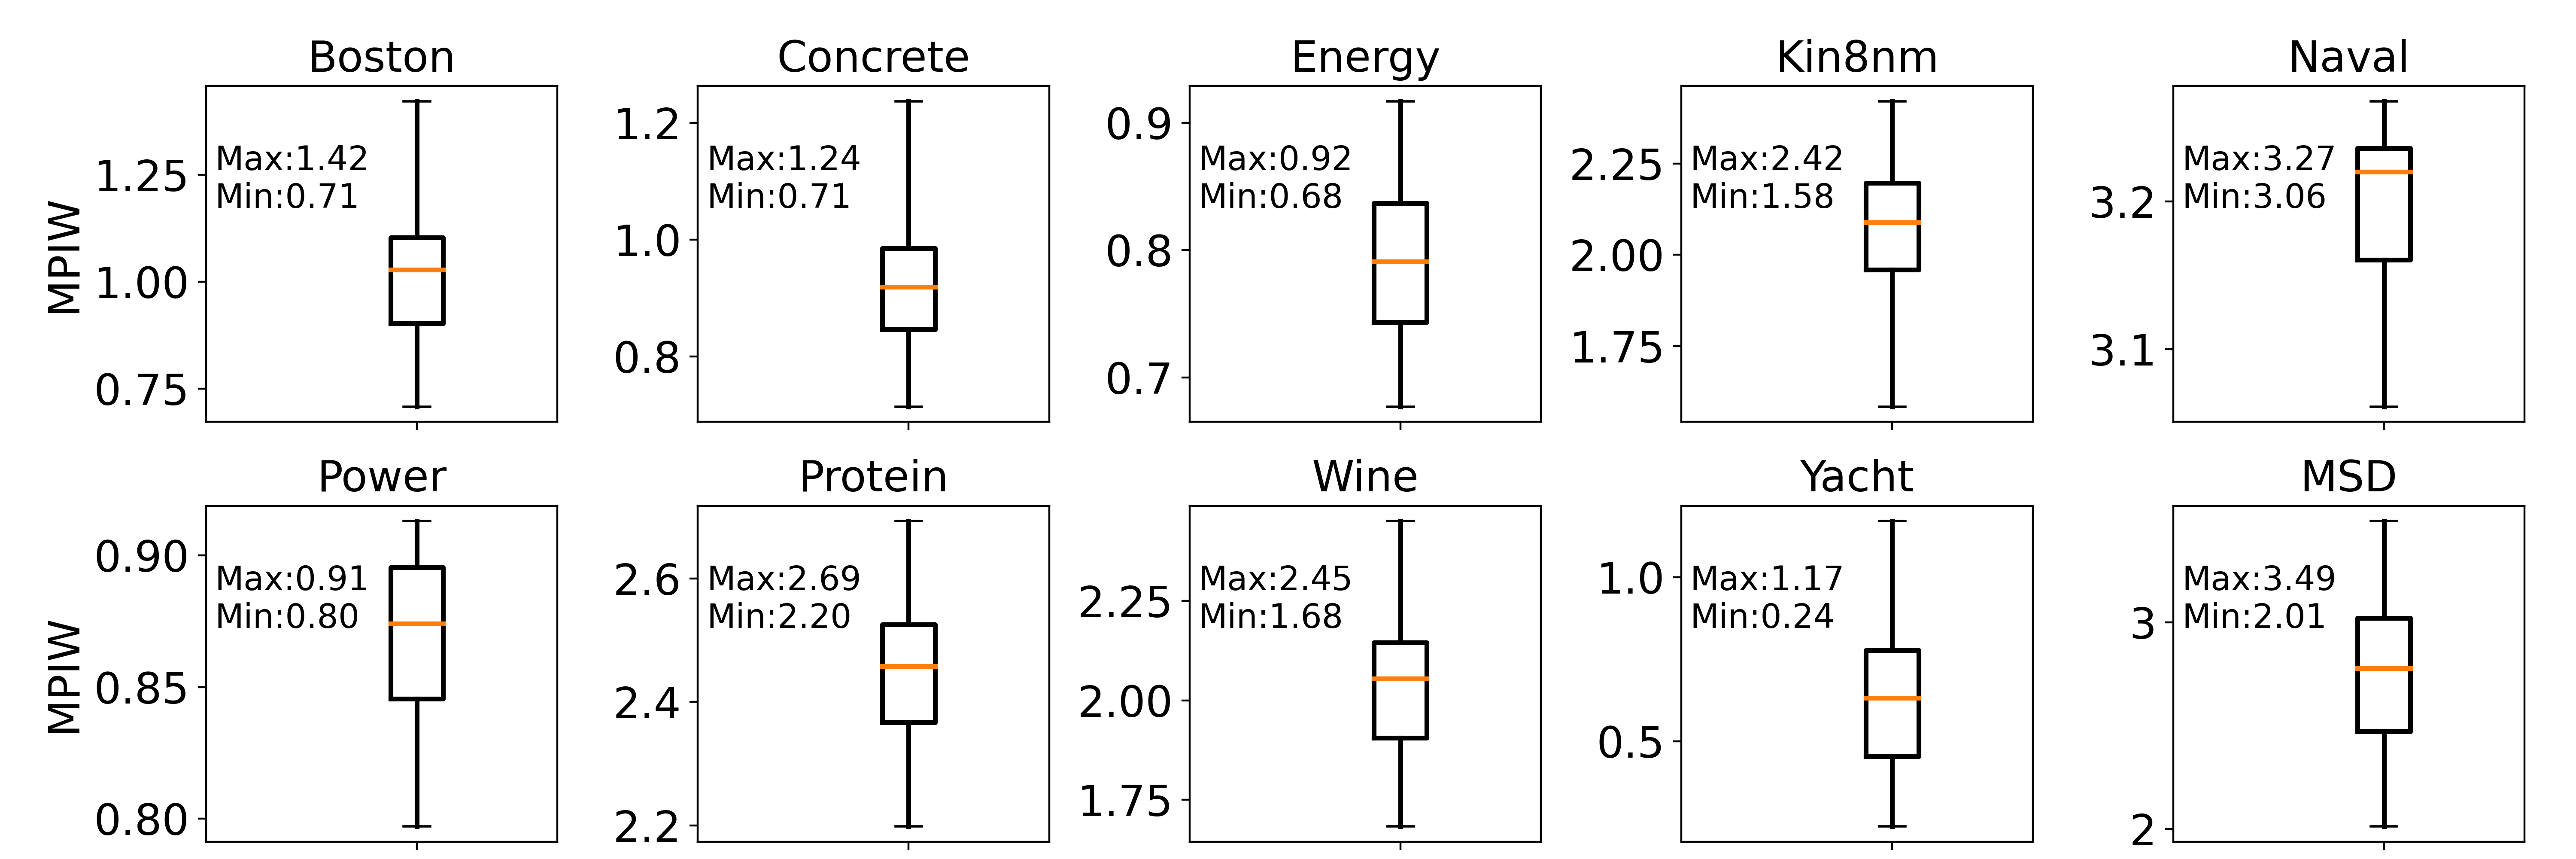 Boston
Concrete
Energy
Kin8nm
Naval
MPIW
1.25
1.00
0.75
Max:1.42
Min:0.71
1.2
1.0
0.8
Max:1.24
Min:0.71
0.9
0.8
0.7
Max:0.92
Min:0.68
2.25
2.00
1.75
Max:2.42
Min:1.58
3.2
3.1
Max:3.27
Min:3.06
Power
Protein
Wine
Yacht
MSD
MPIW
0.90
0.85
0.80
Max:0.91
Min:0.80
2.6
2.4
2.2
Max:2.69
Min:2.20
2.25
2.00
1.75
Max:2.45
Min:1.68
1.0
0.5
Max:1.17
Min:0.24
3
2
Max:3.49
Min:2.01